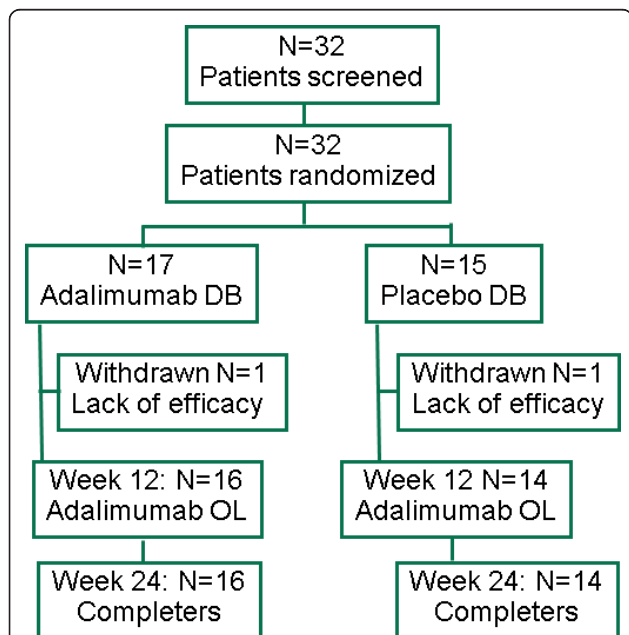 N=32
Patients screened
N=32
Patients randomized
N=17
Adalimumab DB
N=15
Placebo DB
Withdrawn N=1
Lack of efficacy
Withdrawn N=1
Lack of efficacy
Week 12: N=16
Adalimumab OL
Week 12 N=14
Adalimumab OL
Week 24: N=16
Completers
Week 24: N=14
Completers